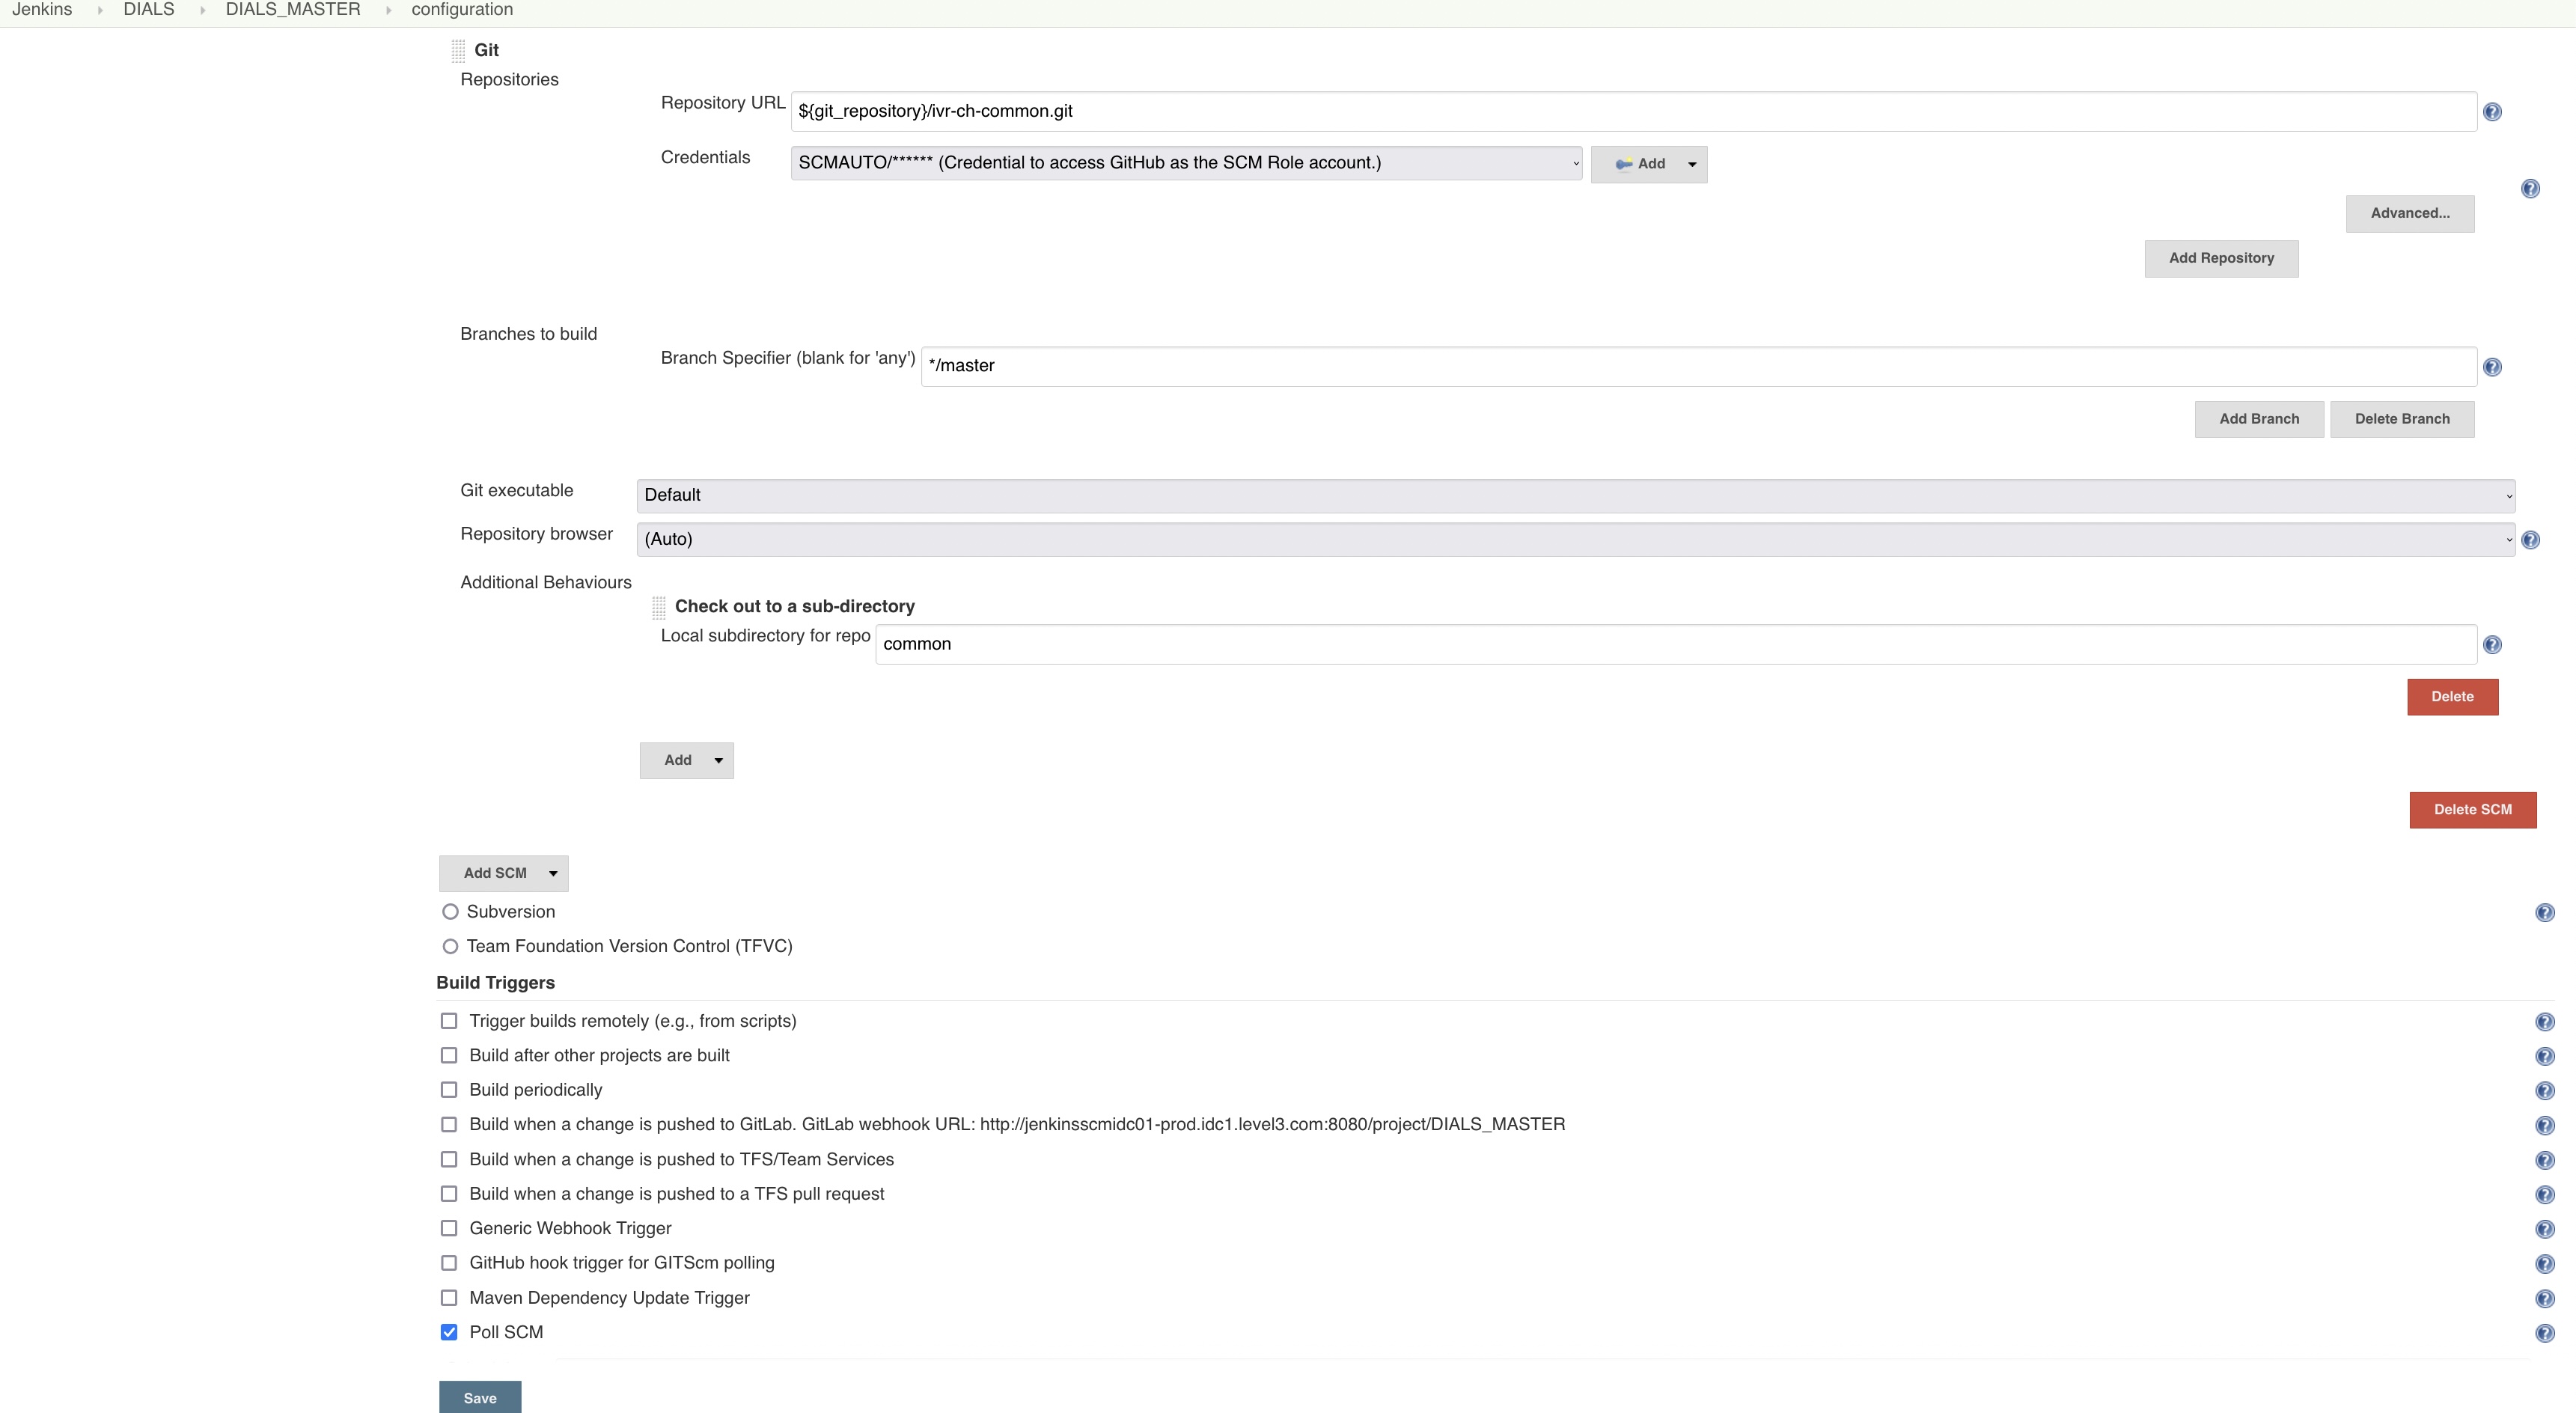 Jenkins DIALS DIALS_MASTER configuration
Git
Repositories
Repository URL ${git_repository}/ivr-ch-common.git
Credentials SCMAUTO/****** (Credential to access GitHub as the SCM Role account.) Add
Advanced...
Add Repository
Branches to build
Branch Specifier (blank for 'any') */master
Add Branch Delete Branch
Git executable Default
Repository browser (Auto)
Additional Behaviours
Check out to a sub-directory
Local subdirectory for repo common
Delete
Add
Delete SCM
Add SCM
Subversion
Team Foundation Version Control (TFVC)
Build Triggers
Trigger builds remotely (e.g., from scripts)
Build after other projects are built
Build periodically
Build when a change is pushed to GitLab. GitLab webhook URL: http://jenkinsscmidc01-prod.idc1.level3.com:8080/project/DIALS_MASTER
Build when a change is pushed to TFS/Team Services
Build when a change is pushed to a TFS pull request
Generic Webhook Trigger
GitHub hook trigger for GITScm polling
Maven Dependency Update Trigger
Poll SCM
Save